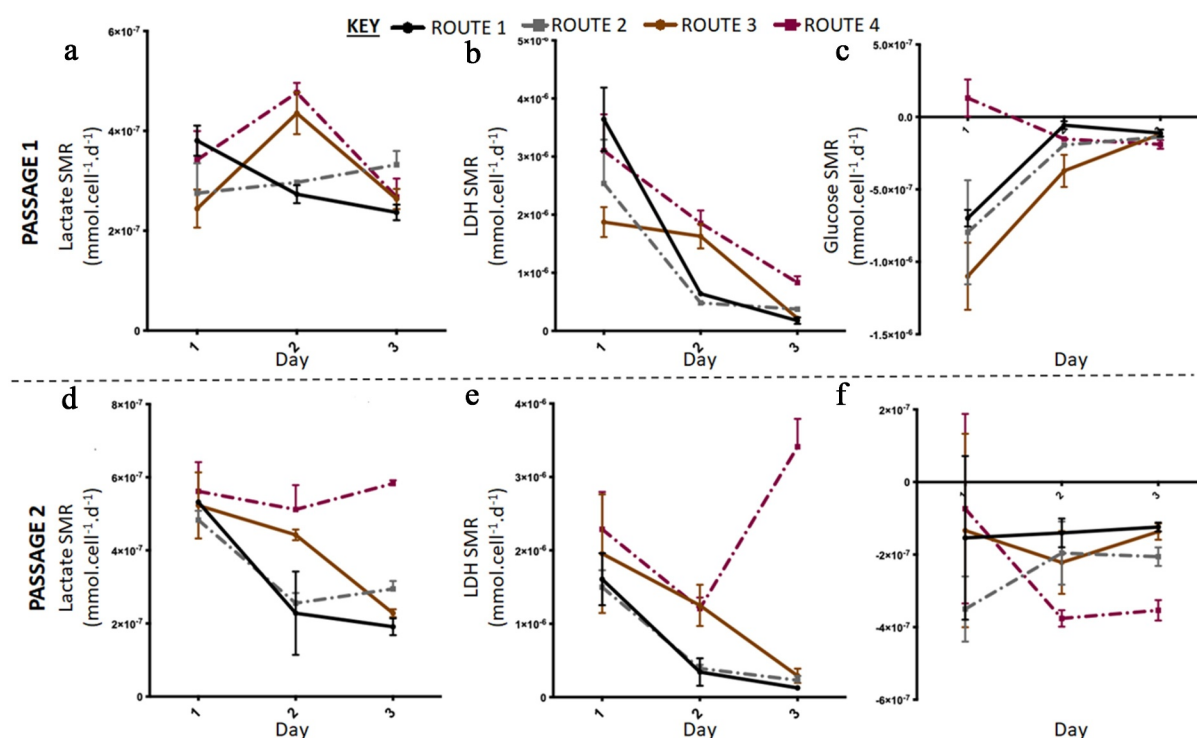 KEY ROUTE 1 ROUTE 2 ROUTE 3 ROUTE 4
PASSAGE 1
a
Lactate SMR
(mmol.cell⁻¹.d⁻¹)
6×10⁻⁷
4×10⁻⁷
2×10⁻⁷
0
1 2 3
Day
b
LDH SMR
(mmol.cell⁻¹.d⁻¹)
5×10⁻⁶
4×10⁻⁶
3×10⁻⁶
2×10⁻⁶
1×10⁻⁶
0
1 2 3
Day
c
Glucose SMR
(mmol.cell⁻¹.d⁻¹)
5.0×10⁻⁷
0.0
-5.0×10⁻⁷
-1.0×10⁻⁶
-1.5×10⁻⁶
1
Day
PASSAGE 2
d
Lactate SMR
(mmol.cell⁻¹.d⁻¹)
8×10⁻⁷
6×10⁻⁷
4×10⁻⁷
2×10⁻⁷
0
1 2 3
Day
e
LDH SMR
(mmol.cell⁻¹.d⁻¹)
4×10⁻⁶
3×10⁻⁶
2×10⁻⁶
1×10⁻⁶
0
1 2 3
Day
f
2×10⁻⁷
0
-2×10⁻⁷
-4×10⁻⁷
-6×10⁻⁷
1 2 3
Day